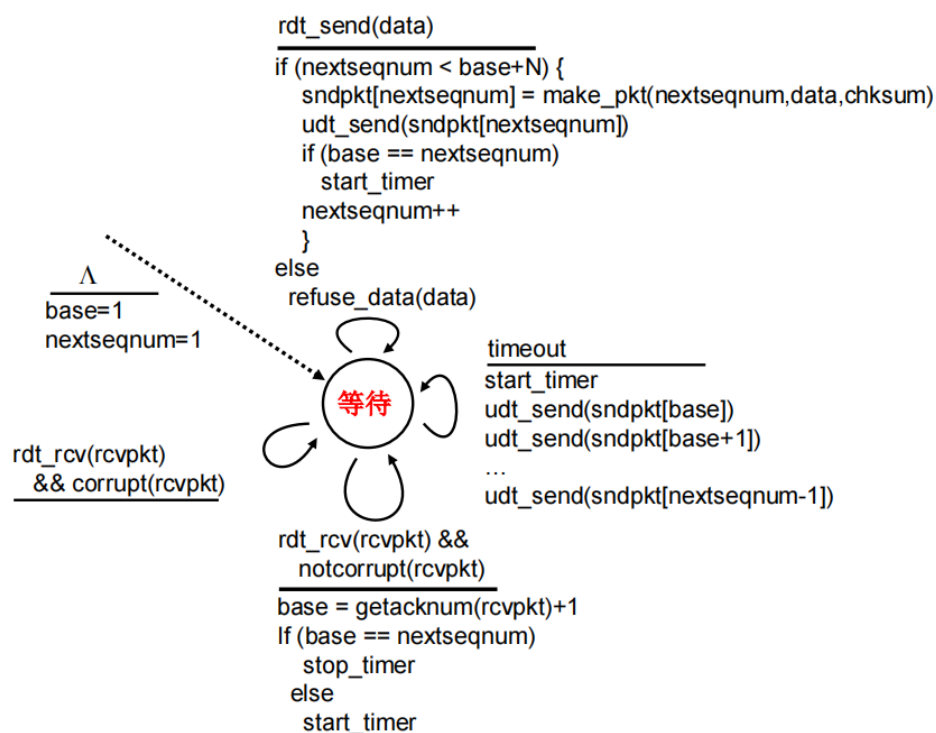 rdt_send(data)
if (nextseqnum < base+N) {
sndpkt[nextseqnum] = make_pkt(nextseqnum,data,chksum)
udt_send(sndpkt[nextseqnum])
if (base == nextseqnum)
start_timer
nextseqnum++
}
else
refuse_data(data)
Λ
base=1
nextseqnum=1
等待
timeout
start_timer
udt_send(sndpkt[base])
udt_send(sndpkt[base+1])
…
udt_send(sndpkt[nextseqnum-1])
rdt_rcv(rcvpkt)
&& corrupt(rcvpkt)
rdt_rcv(rcvpkt) &&
notcorrupt(rcvpkt)
base = getacknum(rcvpkt)+1
If (base == nextseqnum)
stop_timer
else
start_timer